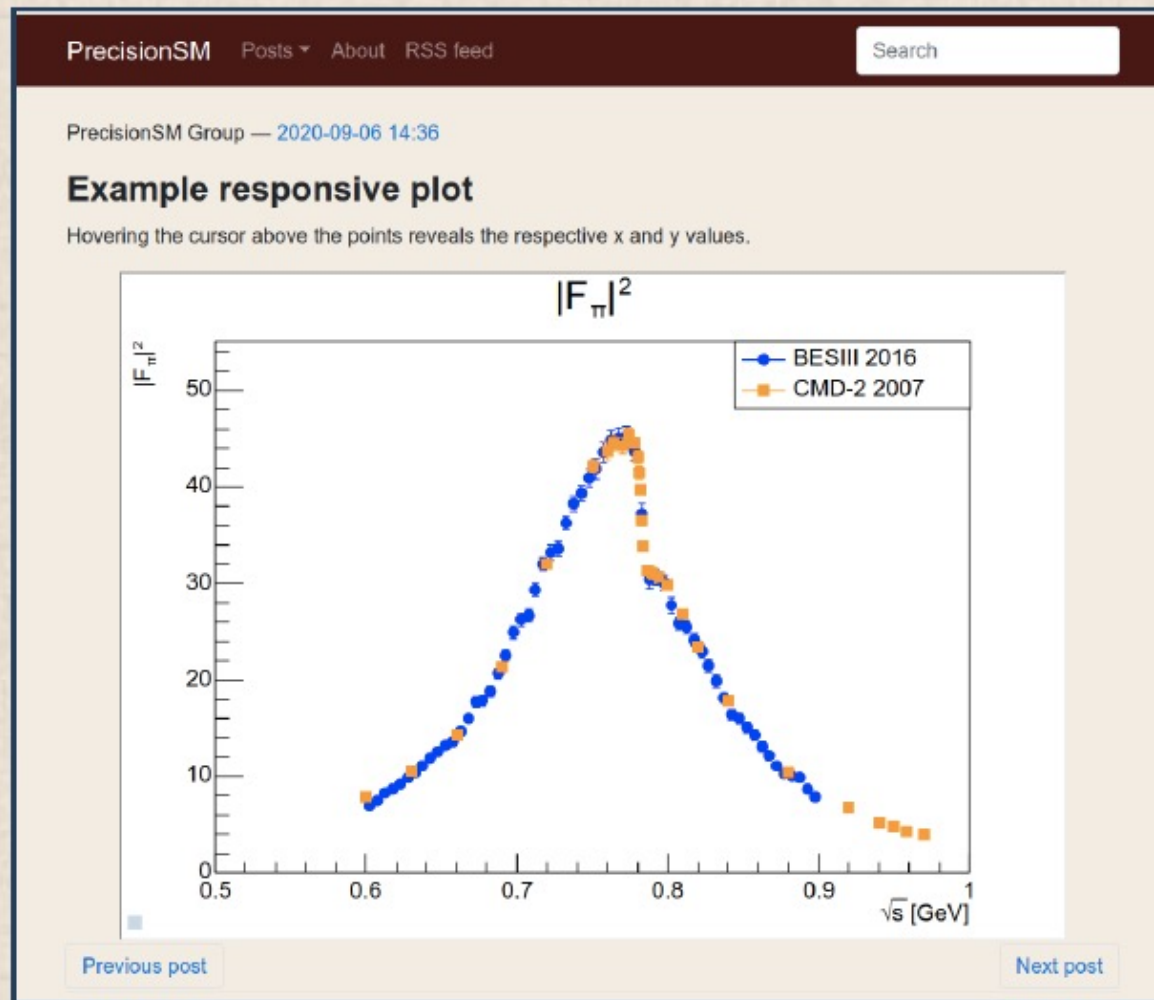 PrecisionSM Posts About RSS feed Search
PrecisionSM Group — 2020-09-06 14:36
Example responsive plot
Hovering the cursor above the points reveals the respective x and y values.
|Fπ|²
|Fπ|²
BESIII 2016
CMD-2 2007
50
40
30
20
10
0
0.5 0.6 0.7 0.8 0.9 1
√s [GeV]
Previous post Next post